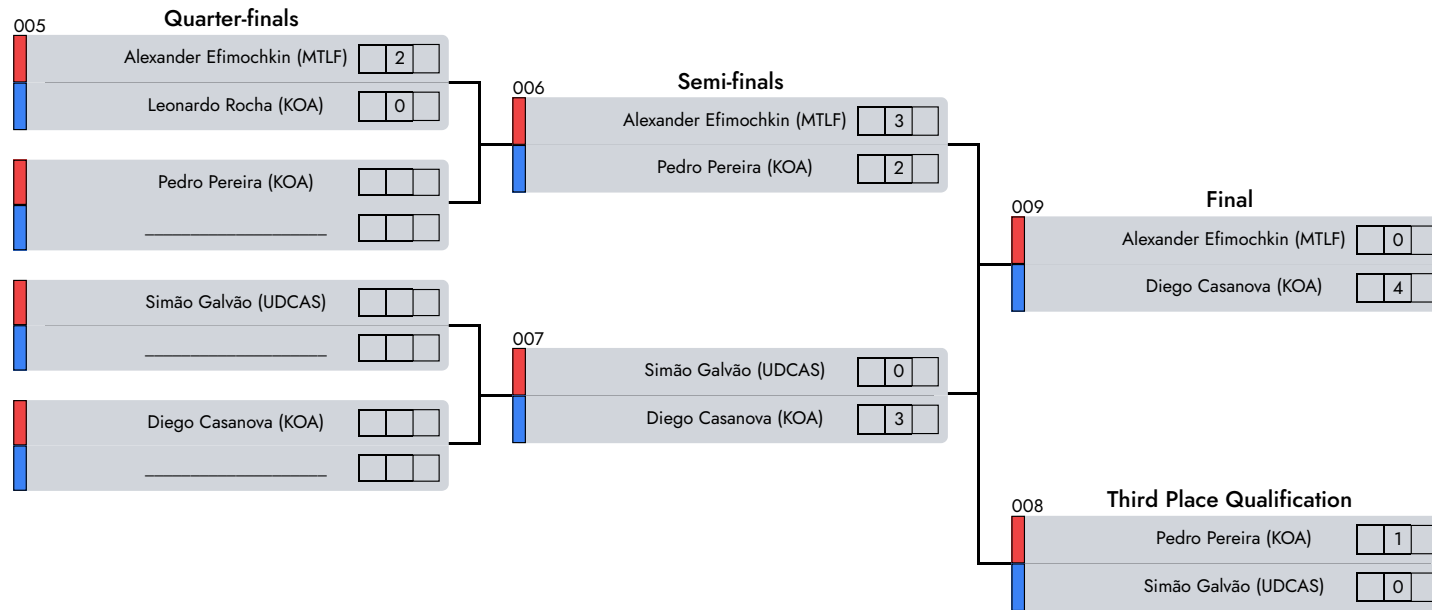 Quarter-finals
005
Alexander Efimochkin (MTLF) 2
Leonardo Rocha (KOA) 0
Pedro Pereira (KOA)
____________________
Simão Galvão (UDCAS)
____________________
Diego Casanova (KOA)
____________________
Semi-finals
006
Alexander Efimochkin (MTLF) 3
Pedro Pereira (KOA) 2
007
Simão Galvão (UDCAS) 0
Diego Casanova (KOA) 3
Final
009
Alexander Efimochkin (MTLF) 0
Diego Casanova (KOA) 4
Third Place Qualification
008
Pedro Pereira (KOA) 1
Simão Galvão (UDCAS) 0